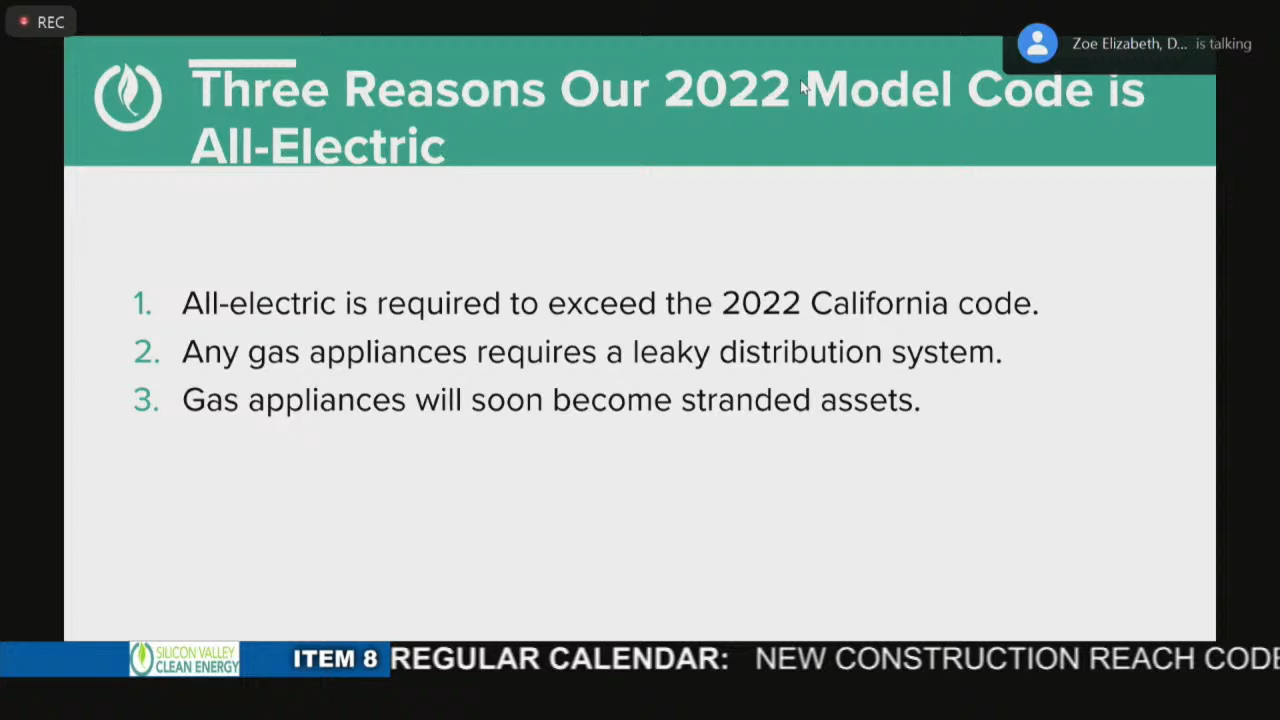 REC
Zoe Elizabeth, D... is talking
Three Reasons Our 2022 Model Code is
All-Electric
1. All-electric is required to exceed the 2022 California code.
2. Any gas appliances requires a leaky distribution system.
3. Gas appliances will soon become stranded assets.
SILICON VALLEY
CLEAN ENERGY
ITEM 8 REGULAR CALENDAR: NEW CONSTRUCTION REACH CODE